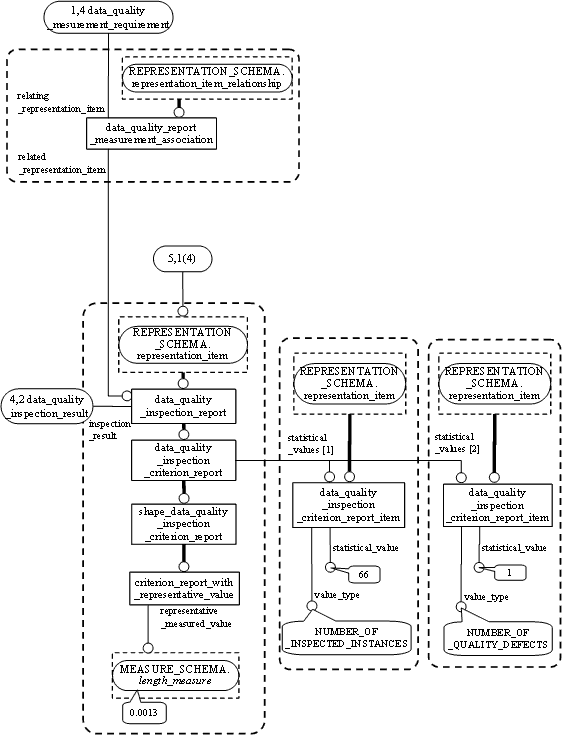 1,4 data_quality
_mesurement_requirement
REPRESENTATION_SCHEMA.
representation_item_relationship
relating
_representation_item
data_quality_report
_measurement_association
related
_representation_item
5,1(4)
REPRESENTATION
_SCHEMA.
representation_item
4,2 data_quality
_inspection_result
inspection
_result
data_quality
_inspection_report
data_quality
_inspection
_criterion_report
shape_data_quality
_inspection
_criterion_report
criterion_report_with
_representative_value
representative
_measured_value
MEASURE_SCHEMA.
length_measure
0.0013
REPRESENTATION
_SCHEMA.
representation_item
statistical
_values [1]
data_quality
_inspection
_criterion_report_item
statistical_value
66
value_type
NUMBER_OF
_INSPECTED_INSTANCES
REPRESENTATION
_SCHEMA.
representation_item
statistical
_values [2]
data_quality
_inspection
_criterion_report_item
statistical_value
1
value_type
NUMBER_OF
_QUALITY_DEFECTS